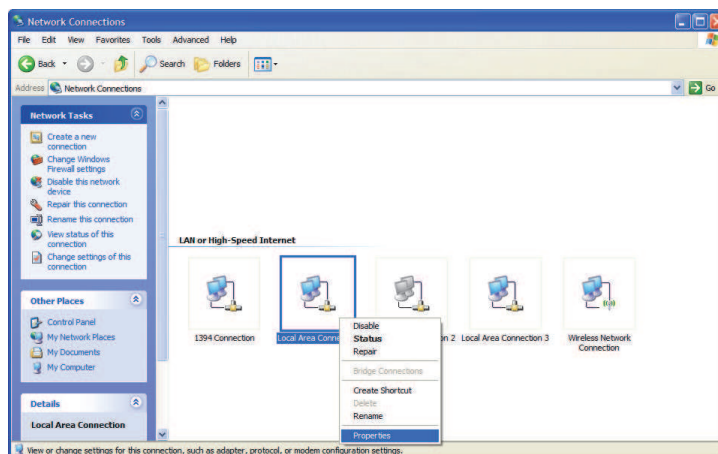 Network Connections
File Edit View Favorites Tools Advanced Help
Back Search Folders
Address Network Connections Go
Network Tasks
Create a new
connection
Change Windows
Firewall settings
Disable this network
device
Repair this connection
Rename this connection
View status of this
connection
Change settings of this
connection
Other Places
Control Panel
My Network Places
My Documents
My Computer
Details
Local Area Connection
LAN or High-Speed Internet
1394 Connection
Local Area Conne
n 2
Local Area Connection 3
Wireless Network
Connection
Disable
Status
Repair
Bridge Connections
Create Shortcut
Delete
Rename
Properties
View or change settings for this connection, such as adapter, protocol, or modem configuration settings.